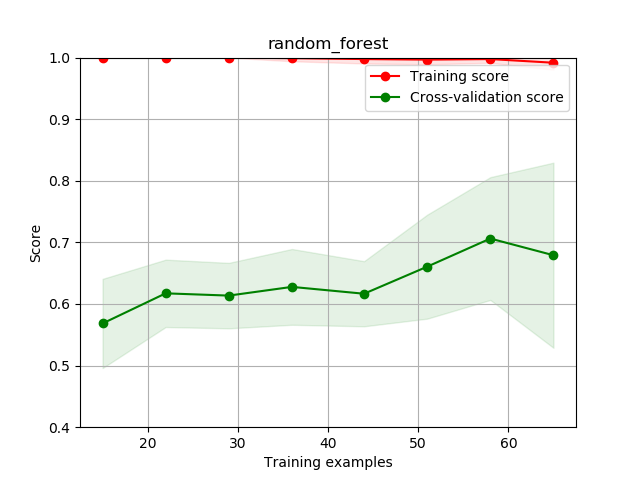 random_forest
Training score
Cross-validation score
1.0
0.9
0.8
0.7
0.6
0.5
0.4
Score
20 30 40 50 60
Training examples